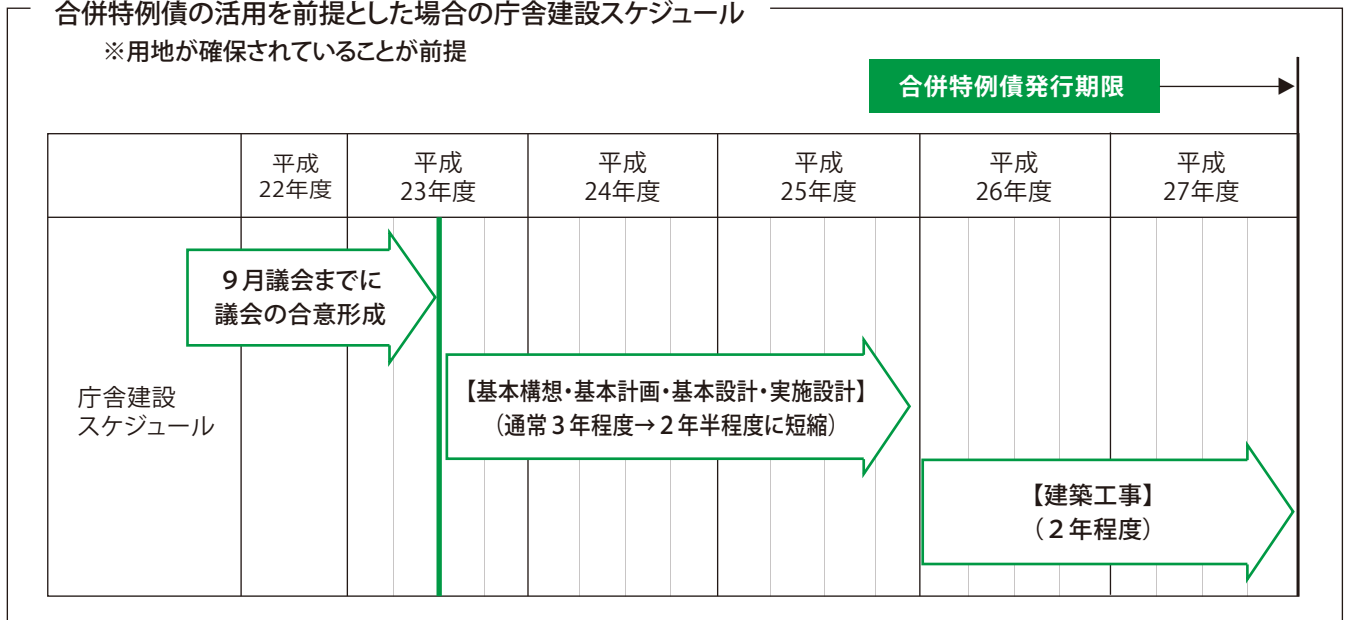 合併特例債の活用を前提とした場合の庁舎建設スケジュール
※用地が確保されていることが前提
合併特例債発行期限
平成
22年度
平成
23年度
平成
24年度
平成
25年度
平成
26年度
平成
27年度
庁舎建設
スケジュール
９月議会までに
議会の合意形成
【基本構想・基本計画・基本設計・実施設計】
（通常３年程度→２年半程度に短縮）
【建築工事】
（２年程度）